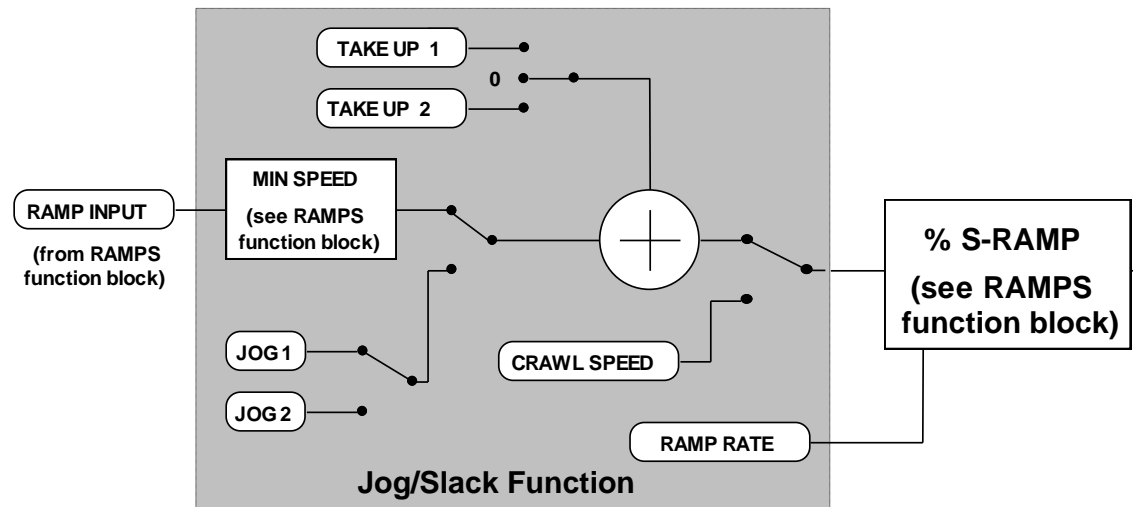 TAKE UP 1
0
TAKE UP 2
MIN SPEED
(see RAMPS
function block)
RAMP INPUT
(from RAMPS
function block)
% S-RAMP
(see RAMPS
function block)
JOG 1
CRAWL SPEED
JOG 2
RAMP RATE
Jog/Slack Function